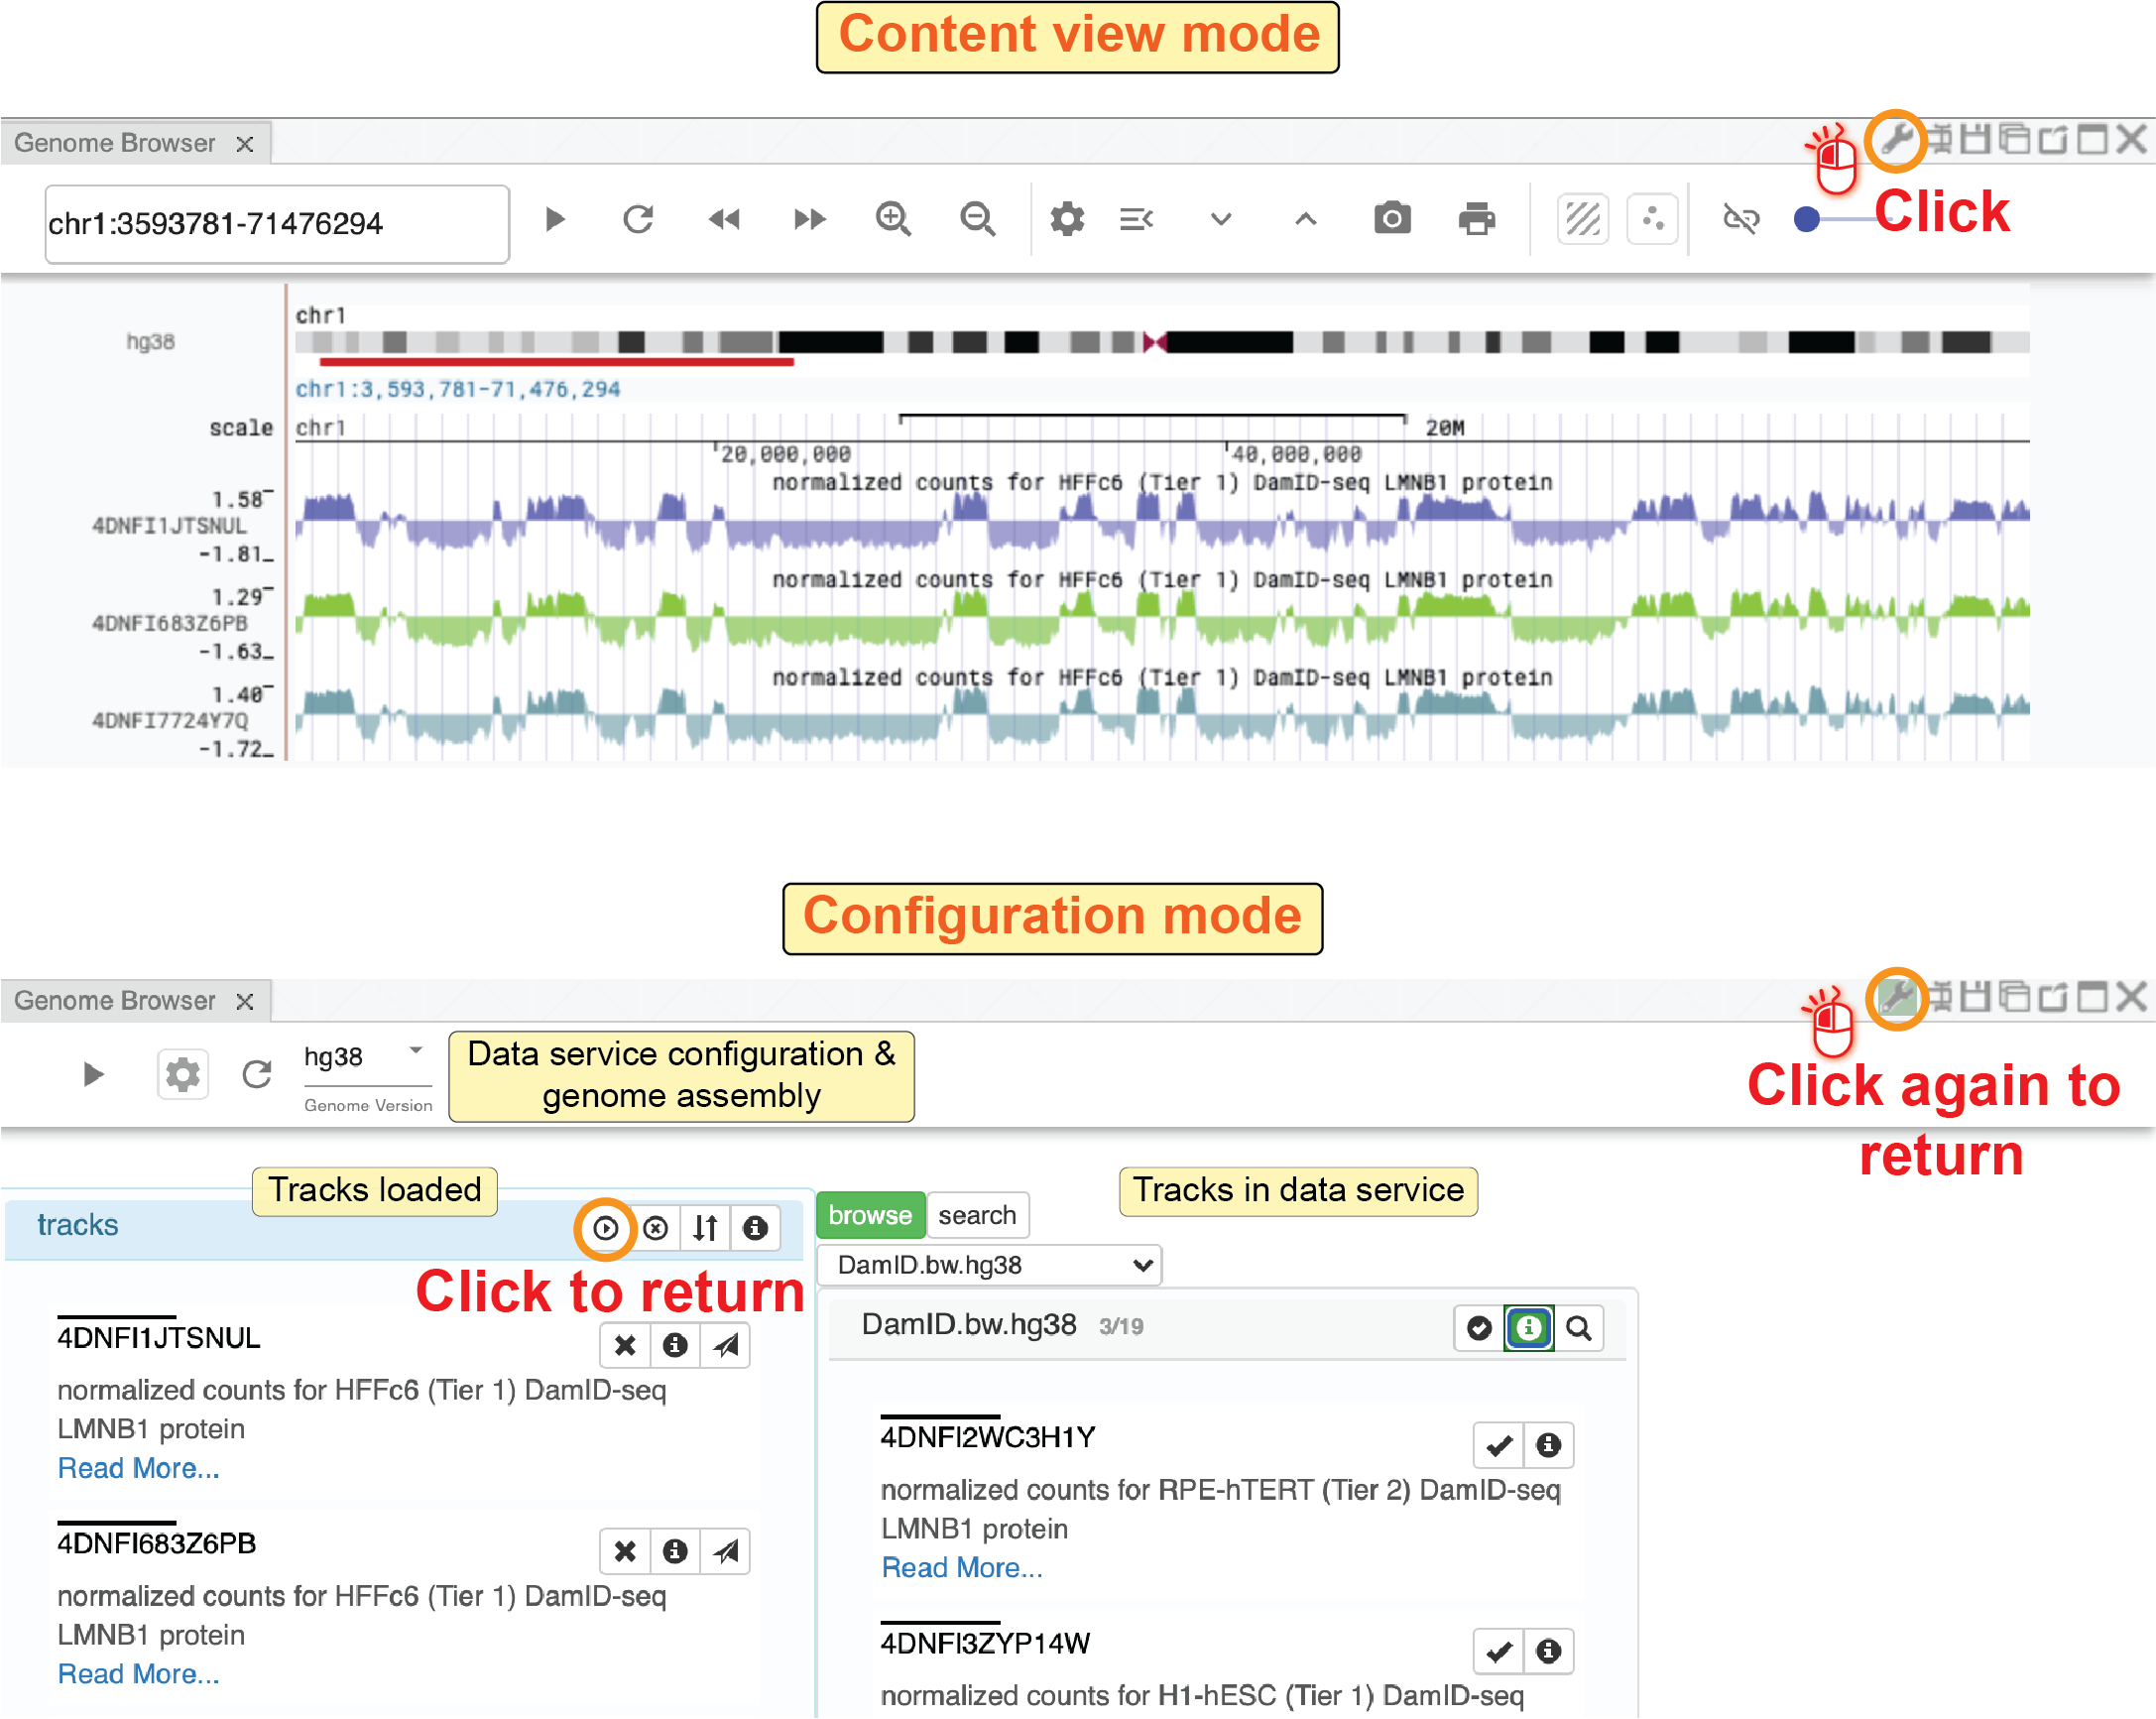 Content view mode
Genome Browser
Click
chr1:3593781-71476294
chr1
hg38
chr1:3,593,781-71,476,294
scale
chr1
20M
20,000,000
40,000,000
normalized counts for HFFc6 (Tier 1) DamID-seq LMNB1 protein
1.58
4DNFI1JTSNUL
-1.81
normalized counts for HFFc6 (Tier 1) DamID-seq LMNB1 protein
1.29
4DNFI683Z6PB
-1.63
normalized counts for HFFc6 (Tier 1) DamID-seq LMNB1 protein
1.40
4DNFI7724Y7Q
-1.72
Configuration mode
Genome Browser
hg38
Genome Version
Data service configuration &
genome assembly
Click again to
return
Tracks loaded
tracks
Click to return
Tracks in data service
browse
search
DamID.bw.hg38
DamID.bw.hg38 3/19
4DNFI1JTSNUL
normalized counts for HFFc6 (Tier 1) DamID-seq
LMNB1 protein
Read More...
4DNFI683Z6PB
normalized counts for HFFc6 (Tier 1) DamID-seq
LMNB1 protein
Read More...
4DNFI2WC3H1Y
normalized counts for RPE-hTERT (Tier 2) DamID-seq
LMNB1 protein
Read More...
4DNFI3ZYP14W
normalized counts for H1-hESC (Tier 1) DamID-seq